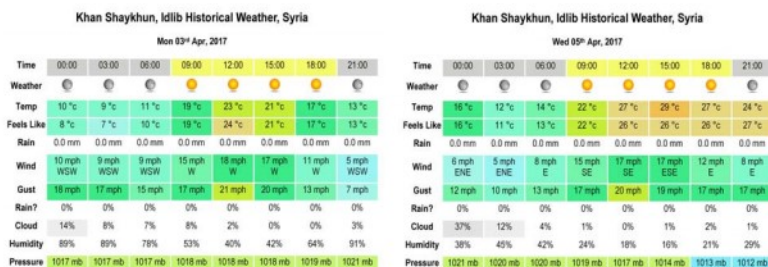 Khan Shaykhun, Idlib Historical Weather, Syria
Mon 03rd Apr, 2017
Time 00:00 03:00 06:00 09:00 12:00 15:00 18:00 21:00
Weather
Temp 10 °c 9 °c 11 °c 19 °c 23 °c 21 °c 17 °c 13 °c
Feels Like 8 °c 7 °c 10 °c 19 °c 24 °c 21 °c 17 °c 13 °c
Rain 0.0 mm 0.0 mm 0.0 mm 0.0 mm 0.0 mm 0.0 mm 0.0 mm 0.0 mm
Wind 10 mph WSW 9 mph WSW 9 mph WSW 15 mph W 18 mph W 17 mph W 11 mph W 5 mph WSW
Gust 18 mph 17 mph 15 mph 17 mph 21 mph 20 mph 13 mph 7 mph
Rain? 0% 0% 0% 0% 0% 0% 0% 0%
Cloud 14% 8% 7% 8% 2% 0% 0% 3%
Humidity 89% 89% 78% 53% 40% 42% 64% 91%
Pressure 1017 mb 1017 mb 1017 mb 1018 mb 1018 mb 1018 mb 1019 mb 1021 mb
Khan Shaykhun, Idlib Historical Weather, Syria
Wed 05th Apr, 2017
Time 00:00 03:00 06:00 09:00 12:00 15:00 18:00 21:00
Weather
Temp 16 °c 12 °c 14 °c 22 °c 27 °c 29 °c 27 °c 24 °c
Feels Like 16 °c 11 °c 13 °c 22 °c 26 °c 26 °c 26 °c 27 °c
Rain 0.0 mm 0.0 mm 0.0 mm 0.0 mm 0.0 mm 0.0 mm 0.0 mm 0.0 mm
Wind 6 mph ENE 5 mph ENE 8 mph E 15 mph SE 17 mph SE 17 mph ESE 12 mph E 8 mph E
Gust 12 mph 10 mph 13 mph 17 mph 20 mph 19 mph 17 mph 17 mph
Rain? 0% 0% 0% 0% 0% 0% 0% 0%
Cloud 37% 12% 4% 1% 0% 1% 2% 1%
Humidity 38% 45% 42% 24% 18% 16% 21% 29%
Pressure 1021 mb 1020 mb 1020 mb 1019 mb 1017 mb 1014 mb 1013 mb 1012 mb